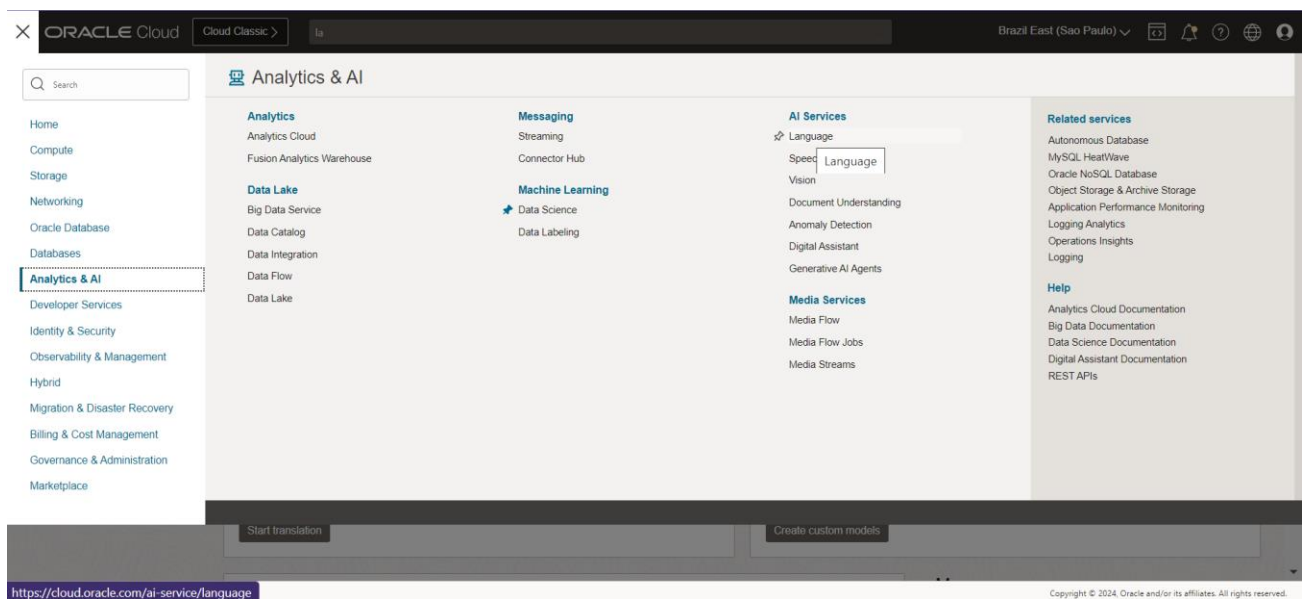 ORACLE Cloud
Cloud Classic >
la
Brazil East (Sao Paulo)
Search
Home
Compute
Storage
Networking
Oracle Database
Databases
Analytics & AI
Developer Services
Identity & Security
Observability & Management
Hybrid
Migration & Disaster Recovery
Billing & Cost Management
Governance & Administration
Marketplace
Analytics & AI
Analytics
Analytics Cloud
Fusion Analytics Warehouse
Data Lake
Big Data Service
Data Catalog
Data Integration
Data Flow
Data Lake
Messaging
Streaming
Connector Hub
Machine Learning
Data Science
Data Labeling
AI Services
Language
Language
Vision
Document Understanding
Anomaly Detection
Digital Assistant
Generative AI Agents
Media Services
Media Flow
Media Flow Jobs
Media Streams
Related services
Autonomous Database
MySQL HeatWave
Oracle NoSQL Database
Object Storage & Archive Storage
Application Performance Monitoring
Logging Analytics
Operations Insights
Logging
Help
Analytics Cloud Documentation
Big Data Documentation
Data Science Documentation
Digital Assistant Documentation
REST APIs
Start translation
Create custom models
https://cloud.oracle.com/ai-service/language
Copyright © 2024, Oracle and/or its affiliates. All rights reserved.